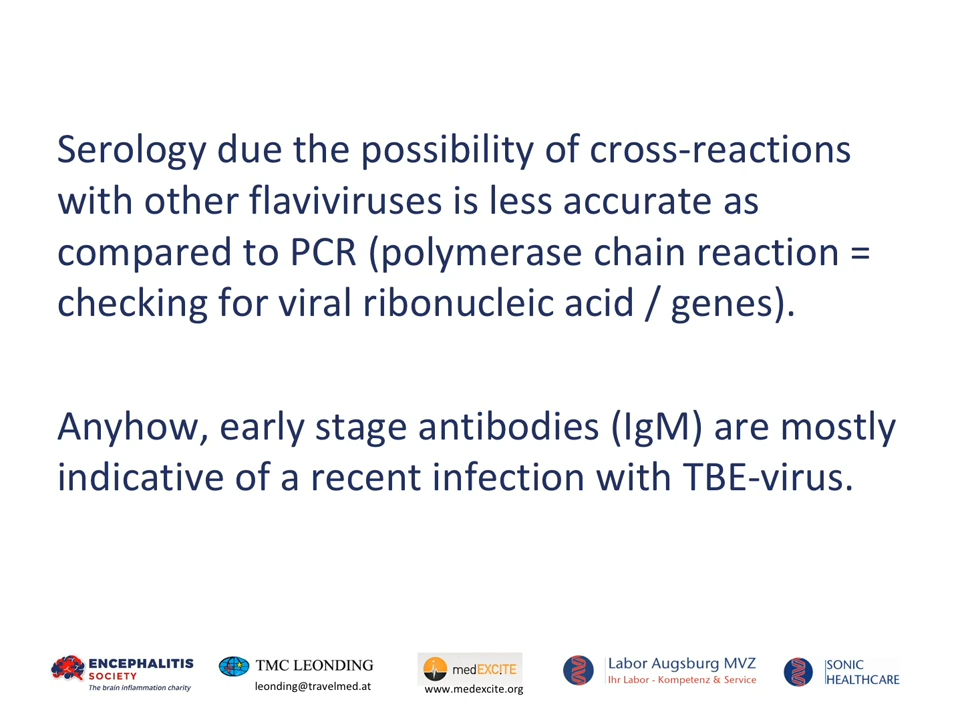 Serology due the possibility of cross-reactions
with other flaviviruses is less accurate as
compared to PCR (polymerase chain reaction =
checking for viral ribonucleic acid / genes).
Anyhow, early stage antibodies (IgM) are mostly
indicative of a recent infection with TBE-virus.
ENCEPHALITIS
SOCIETY
The brain inflammation charity
TMC LEONDING
leonding@travelmed.at
medEXCITE
www.medexcite.org
Labor Augsburg MVZ
Ihr Labor - Kompetenz & Service
SONIC
HEALTHCARE